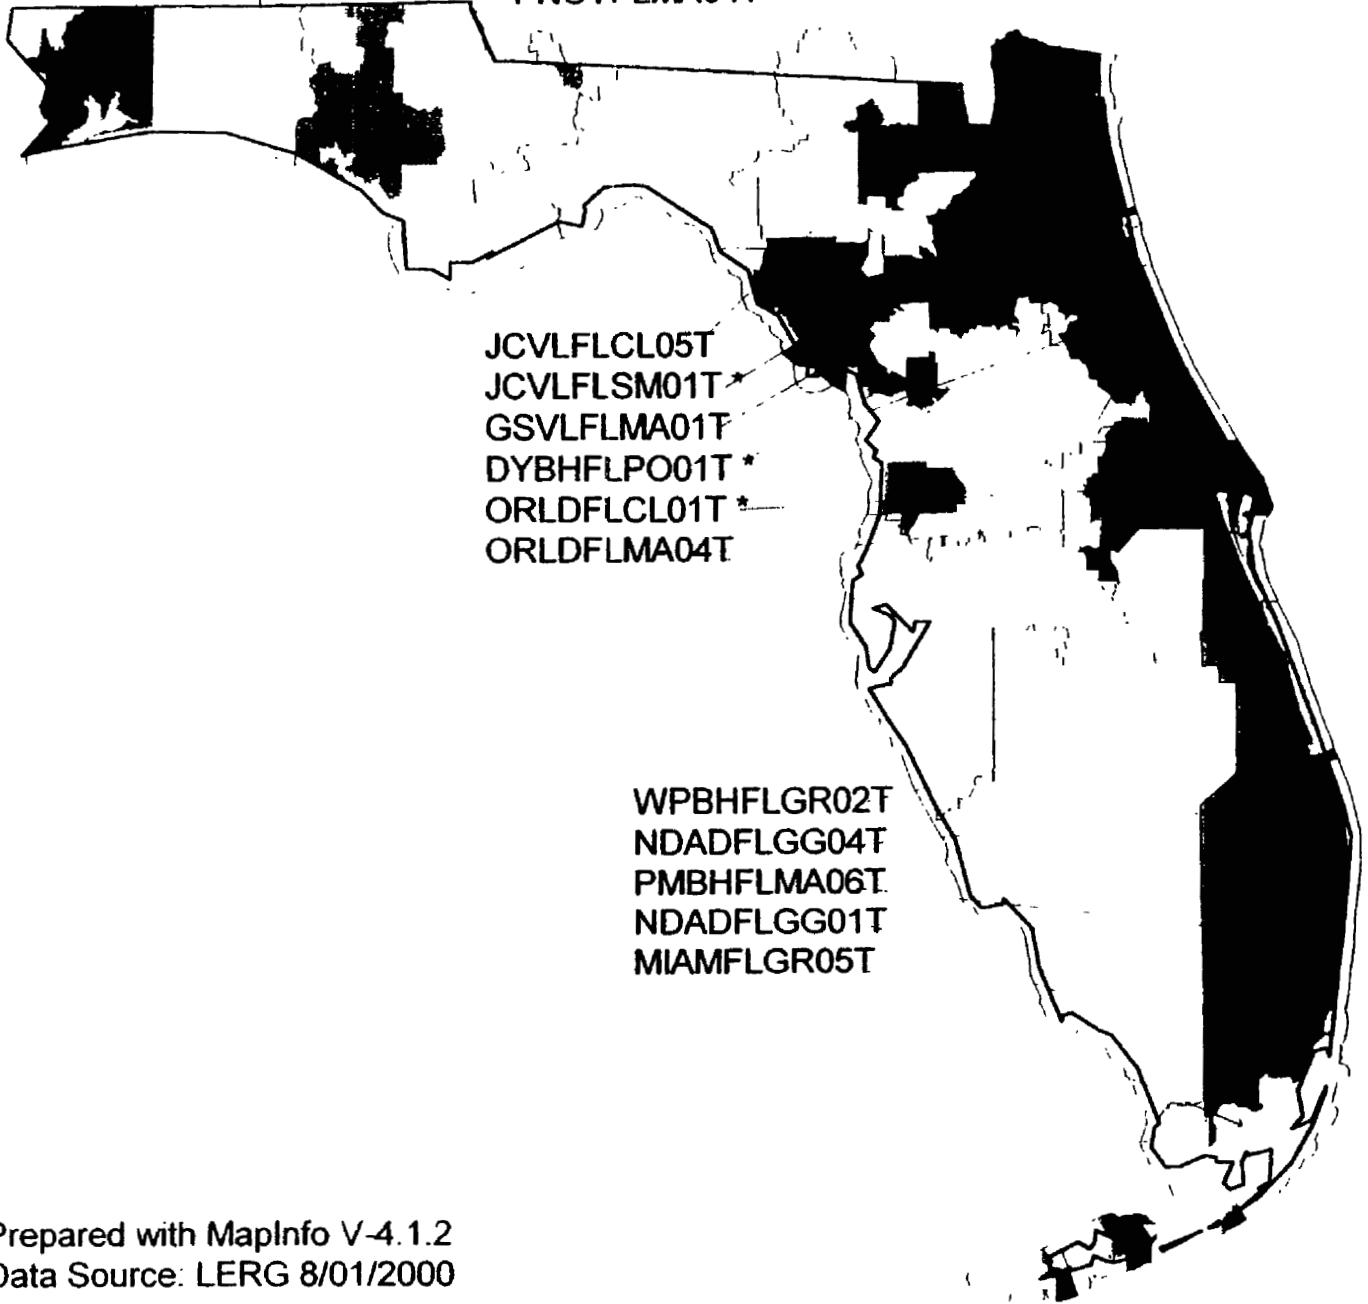 JCVLFLCL05T
JCVLFLSM01T *
GSVLFLMA01T
DYBHFLPO01T *
ORLDFLCL01T *
ORLDFLMA04T
WPBHFLGR02T
NDADFLGG04T
PMBHFLMA06T
NDADFLGG01T
MIAMFLGR05T
Prepared with MapInfo V-4.1.2
Data Source: LERG 8/01/2000